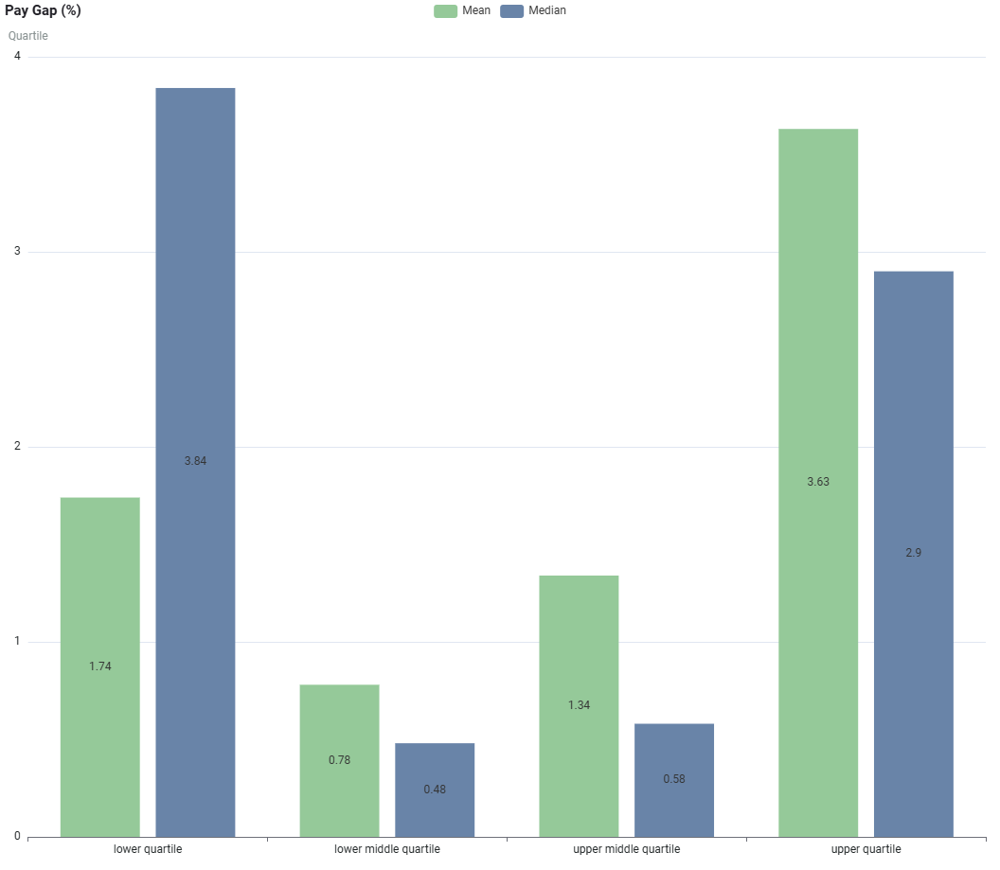 Pay Gap (%)
Mean
Median
Quartile
4
3
2
1
0
1.74
3.84
0.78
0.48
1.34
0.58
3.63
2.9
lower quartile
lower middle quartile
upper middle quartile
upper quartile